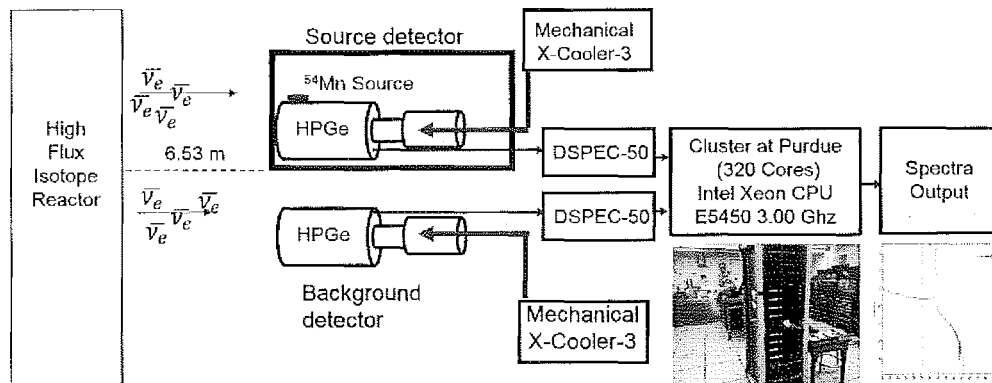 High
Flux
Isotope
Reactor
ν̅e
ν̅e
ν̅e
ν̅e
6.53 m
ν̅e
ν̅e
ν̅e
ν̅e
Source detector
⁵⁴Mn Source
HPGe
HPGe
Background
detector
Mechanical
X-Cooler-3
DSPEC-50
DSPEC-50
Mechanical
X-Cooler-3
Cluster at Purdue
(320 Cores)
Intel Xeon CPU
E5450 3.00 Ghz
Spectra
Output